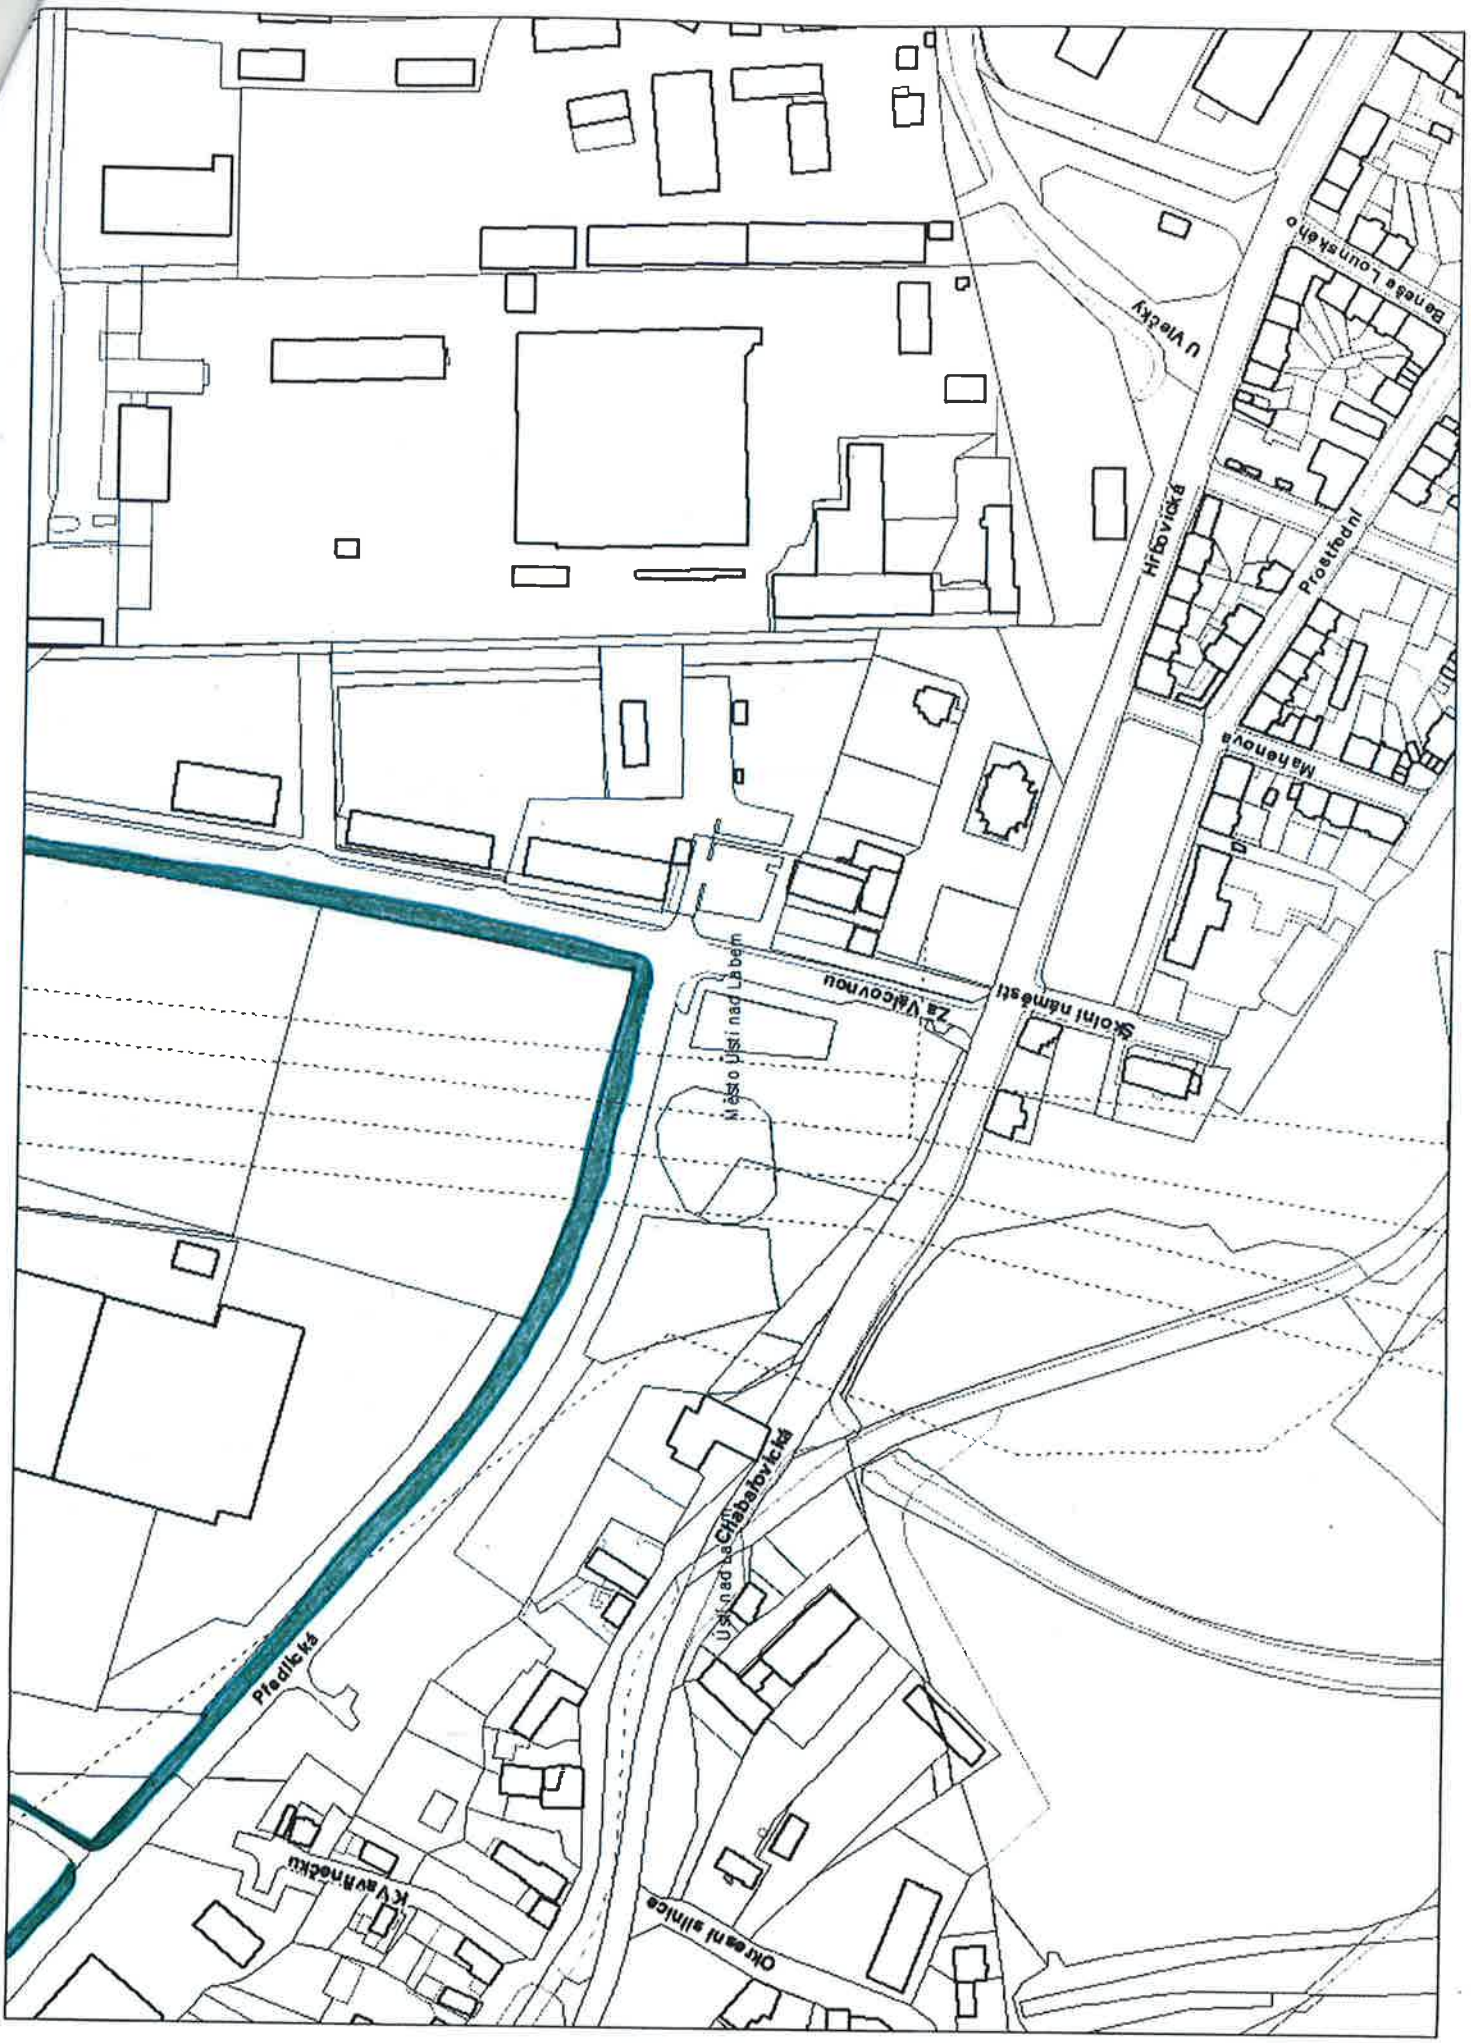 Beneše Lounského
U Vlečky
Hrbovická
Prostřední
Mahenova
Město Ústí nad Labem
Za Válcovnou
Školní náměstí
Chabařovická
Ústí nad
Předlická
K Vavřinečku
Okresní silnice